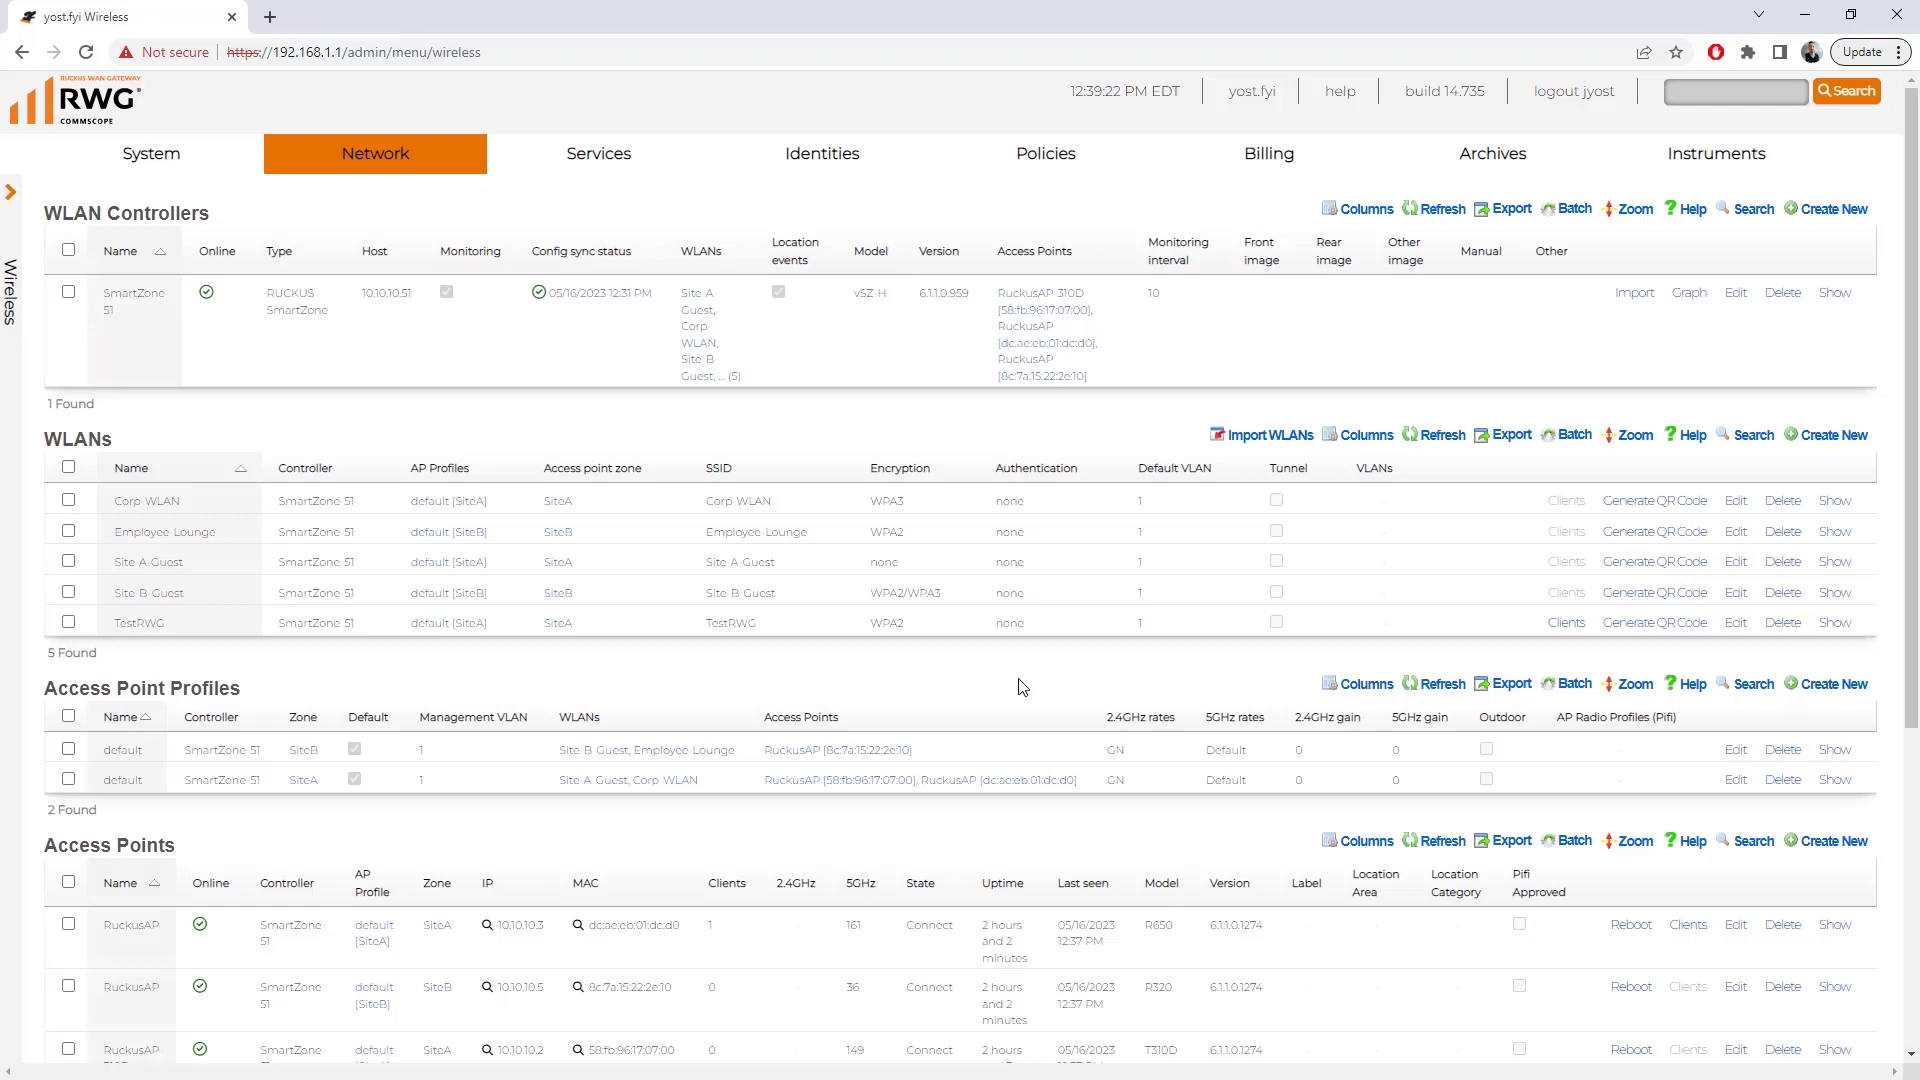 yost.fyi Wireless
Not secure https://192.168.1.1/admin/menu/wireless Update
RUCKUS WAN GATEWAY
RWG
COMMSCOPE
12:39:22 PM EDT yost.fyi help build 14.735 logout jyost Search
System Network Services Identities Policies Billing Archives Instruments
Wireless
WLAN Controllers Columns Refresh Export Batch Zoom Help Search Create New
Name Online Type Host Monitoring Config sync status WLANs Location events Model Version Access Points Monitoring interval Front image Rear image Other image Manual Other
SmartZone-51 RUCKUS SmartZone 10.10.10.51 05/16/2023 12:31 PM Site-A-Guest, Corp-WLAN, Site-B-Guest, ... (5) vSZ-H 6.1.1.0.959 RuckusAP-310D [58:fb:96:17:07:00], RuckusAP [dc:ae:eb:01:dc:d0], RuckusAP [8c:7a:15:22:2e:10] 10 Import Graph Edit Delete Show
1 Found
WLANs Import WLANs Columns Refresh Export Batch Zoom Help Search Create New
Name Controller AP Profiles Access point zone SSID Encryption Authentication Default VLAN Tunnel VLANs
Corp-WLAN SmartZone-51 default [SiteA] SiteA Corp-WLAN WPA3 none 1 - Clients Generate QR Code Edit Delete Show
Employee-Lounge SmartZone-51 default [SiteB] SiteB Employee-Lounge WPA2 none 1 - Clients Generate QR Code Edit Delete Show
Site-A-Guest SmartZone-51 default [SiteA] SiteA Site-A-Guest none none 1 - Clients Generate QR Code Edit Delete Show
Site-B-Guest SmartZone-51 default [SiteB] SiteB Site-B-Guest WPA2/WPA3 none 1 - Clients Generate QR Code Edit Delete Show
TestRWG SmartZone-51 default [SiteA] SiteA TestRWG WPA2 none 1 - Clients Generate QR Code Edit Delete Show
5 Found
Access Point Profiles Columns Refresh Export Batch Zoom Help Search Create New
Name Controller Zone Default Management VLAN WLANs Access Points 2.4GHz rates 5GHz rates 2.4GHz gain 5GHz gain Outdoor AP Radio Profiles (Pifi)
default SmartZone-51 SiteB 1 Site-B-Guest, Employee-Lounge RuckusAP [8c:7a:15:22:2e:10] GN Default 0 0 - Edit Delete Show
default SmartZone-51 SiteA 1 Site-A-Guest, Corp-WLAN RuckusAP [58:fb:96:17:07:00], RuckusAP [dc:ae:eb:01:dc:d0] GN Default 0 0 - Edit Delete Show
2 Found
Access Points Columns Refresh Export Batch Zoom Help Search Create New
Name Online Controller AP Profile Zone IP MAC Clients 2.4GHz 5GHz State Uptime Last seen Model Version Label Location Area Location Category Pifi Approved
RuckusAP SmartZone-51 default [SiteA] SiteA 10.10.10.3 dc:ae:eb:01:dc:d0 1 - 161 Connect 2 hours and 2 minutes 05/16/2023 12:37 PM R650 6.1.1.0.1274 - - - Reboot Clients Edit Delete Show
RuckusAP SmartZone-51 default [SiteB] SiteB 10.10.10.5 8c:7a:15:22:2e:10 0 - 36 Connect 2 hours and 2 minutes 05/16/2023 12:37 PM R320 6.1.1.0.1274 - - - Reboot Clients Edit Delete Show
RuckusAP- SmartZone- default SiteA 10.10.10.2 58:fb:96:17:07:00 0 - 149 Connect 2 hours 05/16/2023 T310D 6.1.1.0.1274 - - - Reboot Clients Edit Delete Show